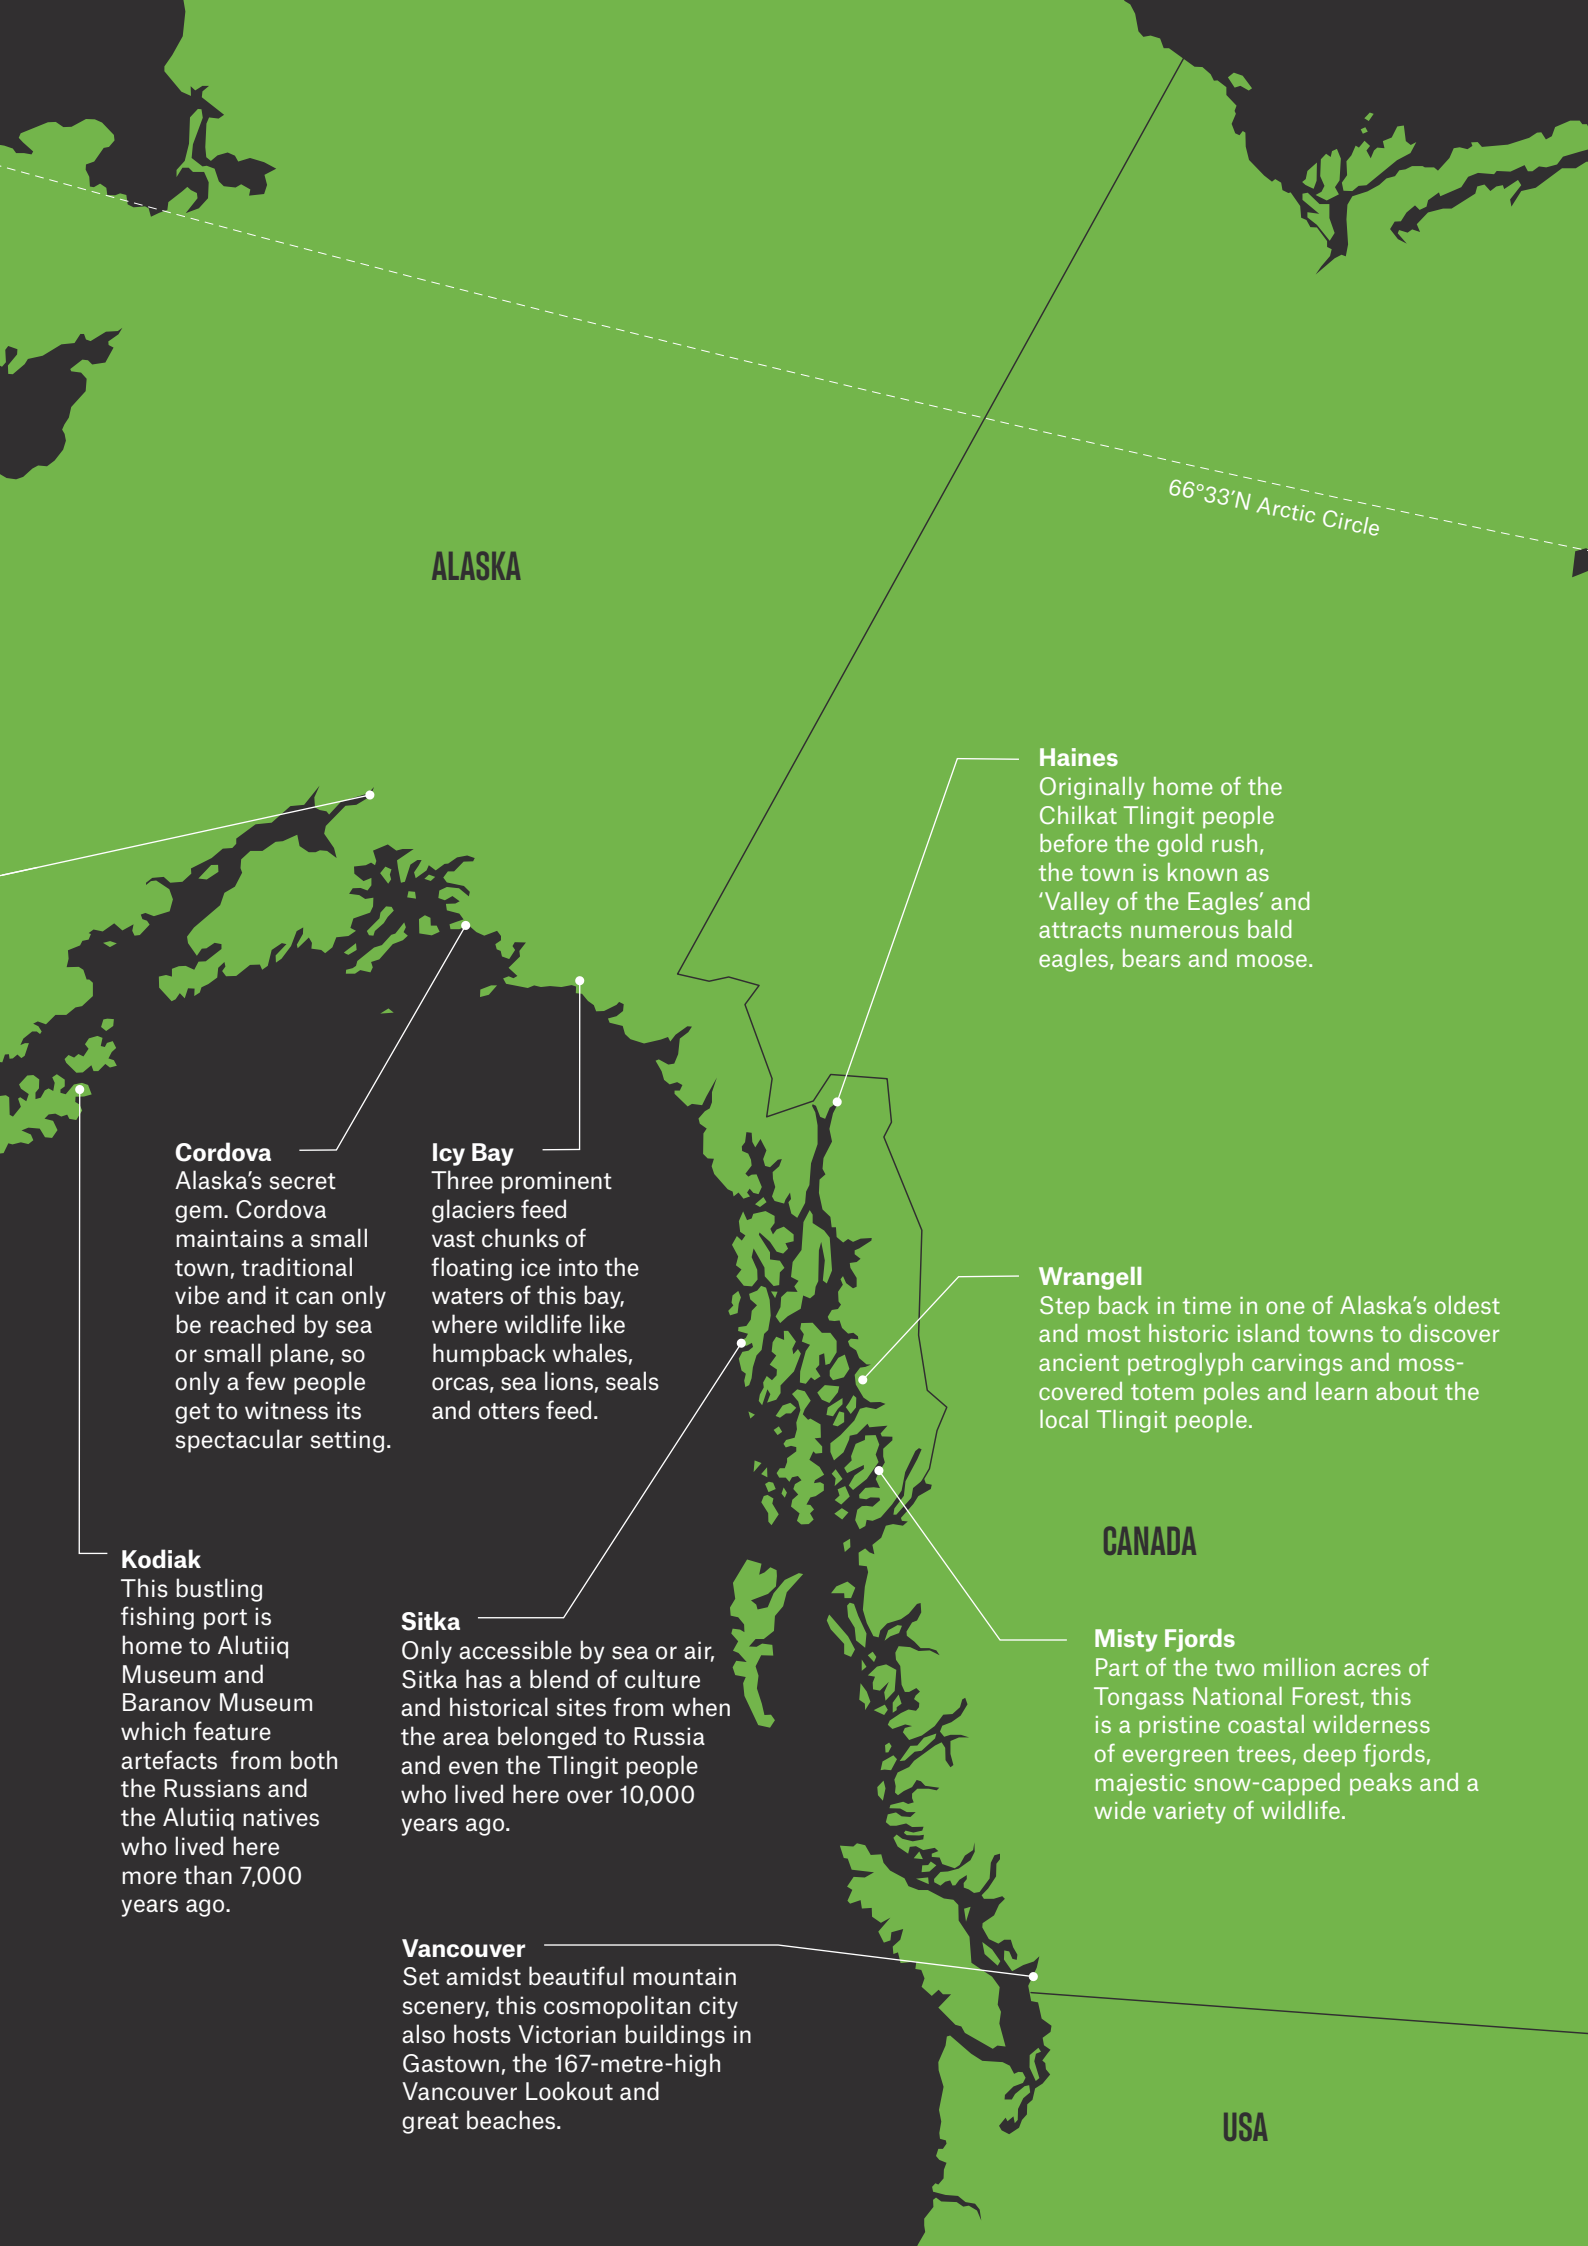 66°33’N Arctic Circle
ALASKA
Haines
Originally home of the
Chilkat Tlingit people
before the gold rush,
the town is known as
‘Valley of the Eagles’ and
attracts numerous bald
eagles, bears and moose.
Cordova
Alaska’s secret
gem. Cordova
maintains a small
town, traditional
vibe and it can only
be reached by sea
or small plane, so
only a few people
get to witness its
spectacular setting.
Icy Bay
Three prominent
glaciers feed
vast chunks of
floating ice into the
waters of this bay,
where wildlife like
humpback whales,
orcas, sea lions, seals
and otters feed.
Wrangell
Step back in time in one of Alaska’s oldest
and most historic island towns to discover
ancient petroglyph carvings and moss-
covered totem poles and learn about the
local Tlingit people.
CANADA
Kodiak
This bustling
fishing port is
home to Alutiiq
Museum and
Baranov Museum
which feature
artefacts  from both
the Russians and
the Alutiiq natives
who lived here
more than 7,000
years ago.
Sitka
Only accessible by sea or air,
Sitka has a blend of culture
and historical sites from when
the area belonged to Russia
and even the Tlingit people
who lived here over 10,000
years ago.
Misty Fjords
Part of the two million acres of
Tongass National Forest, this
is a pristine coastal wilderness
of evergreen trees, deep fjords,
majestic snow-capped peaks and a
wide variety of wildlife.
Vancouver
Set amidst beautiful mountain
scenery, this cosmopolitan city
also hosts Victorian buildings in
Gastown, the 167-metre-high
Vancouver Lookout and
great beaches.
USA